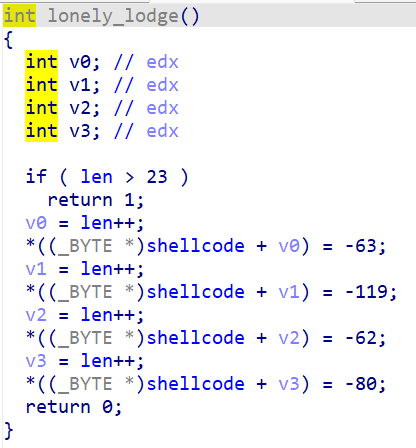 int lonely_lodge()
{
int v0; // edx
int v1; // edx
int v2; // edx
int v3; // edx
if ( len > 23 )
return 1;
v0 = len++;
*((_BYTE *)shellcode + v0) = -63;
v1 = len++;
*((_BYTE *)shellcode + v1) = -119;
v2 = len++;
*((_BYTE *)shellcode + v2) = -62;
v3 = len++;
*((_BYTE *)shellcode + v3) = -80;
return 0;
}